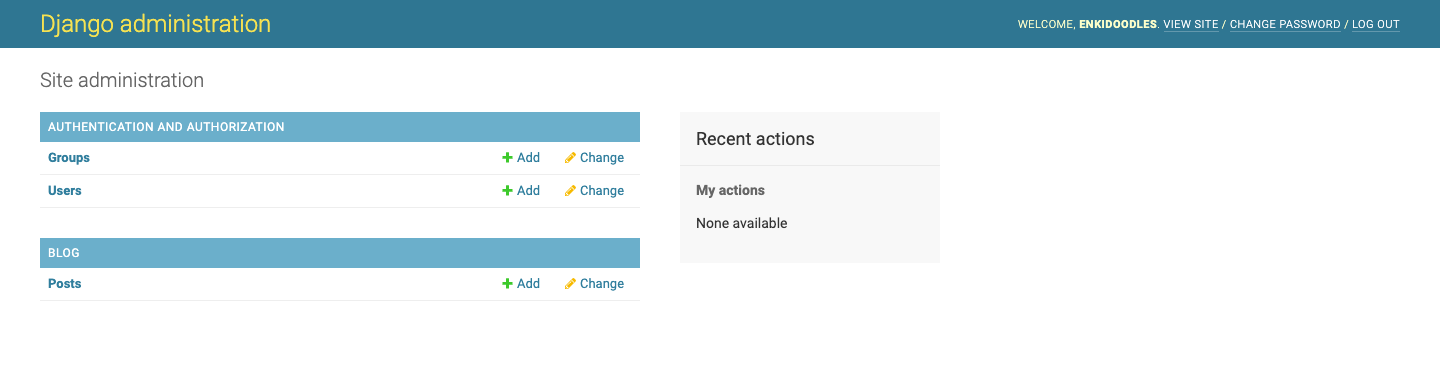 Django administration
WELCOME, ENKIDOODLES. VIEW SITE / CHANGE PASSWORD / LOG OUT
Site administration
AUTHENTICATION AND AUTHORIZATION
Groups Add Change
Users Add Change
BLOG
Posts Add Change
Recent actions
My actions
None available